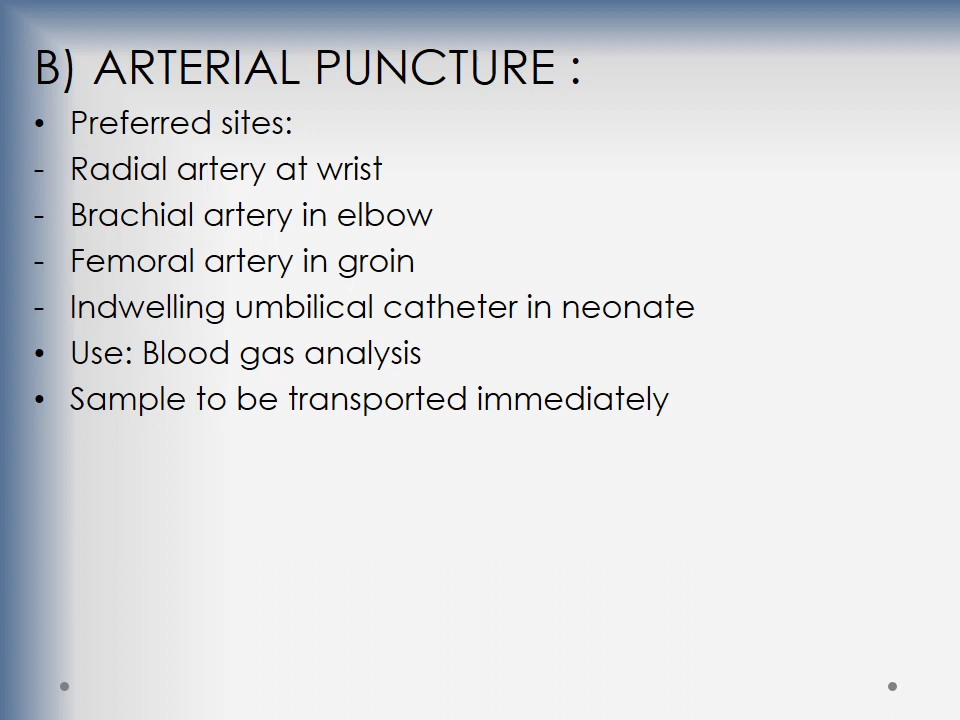 B) ARTERIAL PUNCTURE :
• Preferred sites:
- Radial artery at wrist
- Brachial artery in elbow
- Femoral artery in groin
- Indwelling umbilical catheter in neonate
• Use: Blood gas analysis
• Sample to be transported immediately